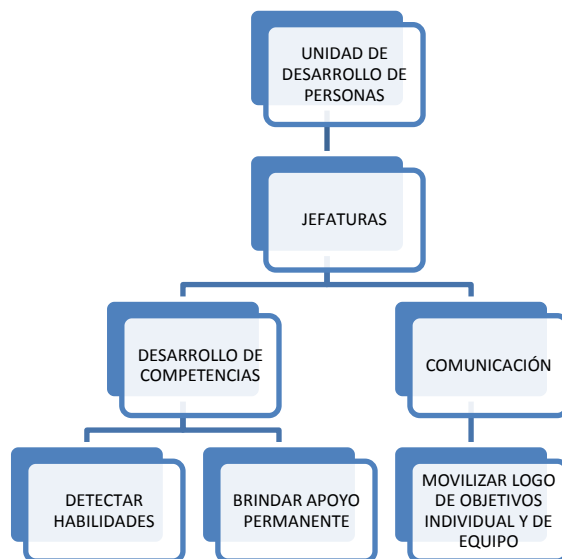 UNIDAD DE
DESARROLLO DE
PERSONAS
JEFATURAS
DESARROLLO DE
COMPETENCIAS
COMUNICACIÓN
DETECTAR
HABILIDADES
BRINDAR APOYO
PERMANENTE
MOVILIZAR LOGO
DE OBJETIVOS
INDIVIDUAL Y DE
EQUIPO